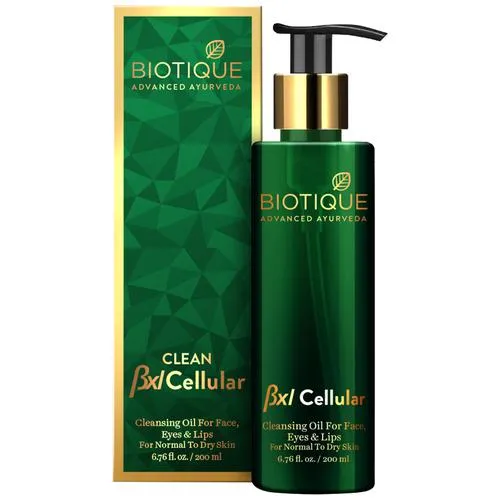 BIOTIQUE
ADVANCED AYURVEDA
CLEAN
βxl Cellular
Cleansing Oil For Face,
Eyes & Lips
For Normal To Dry Skin
6.76 fl. oz. / 200 ml
BIOTIQUE
ADVANCED AYURVEDA
βxl Cellular
Cleansing Oil For Face,
Eyes & Lips
For Normal To Dry Skin
6.76 fl. oz. / 200 ml